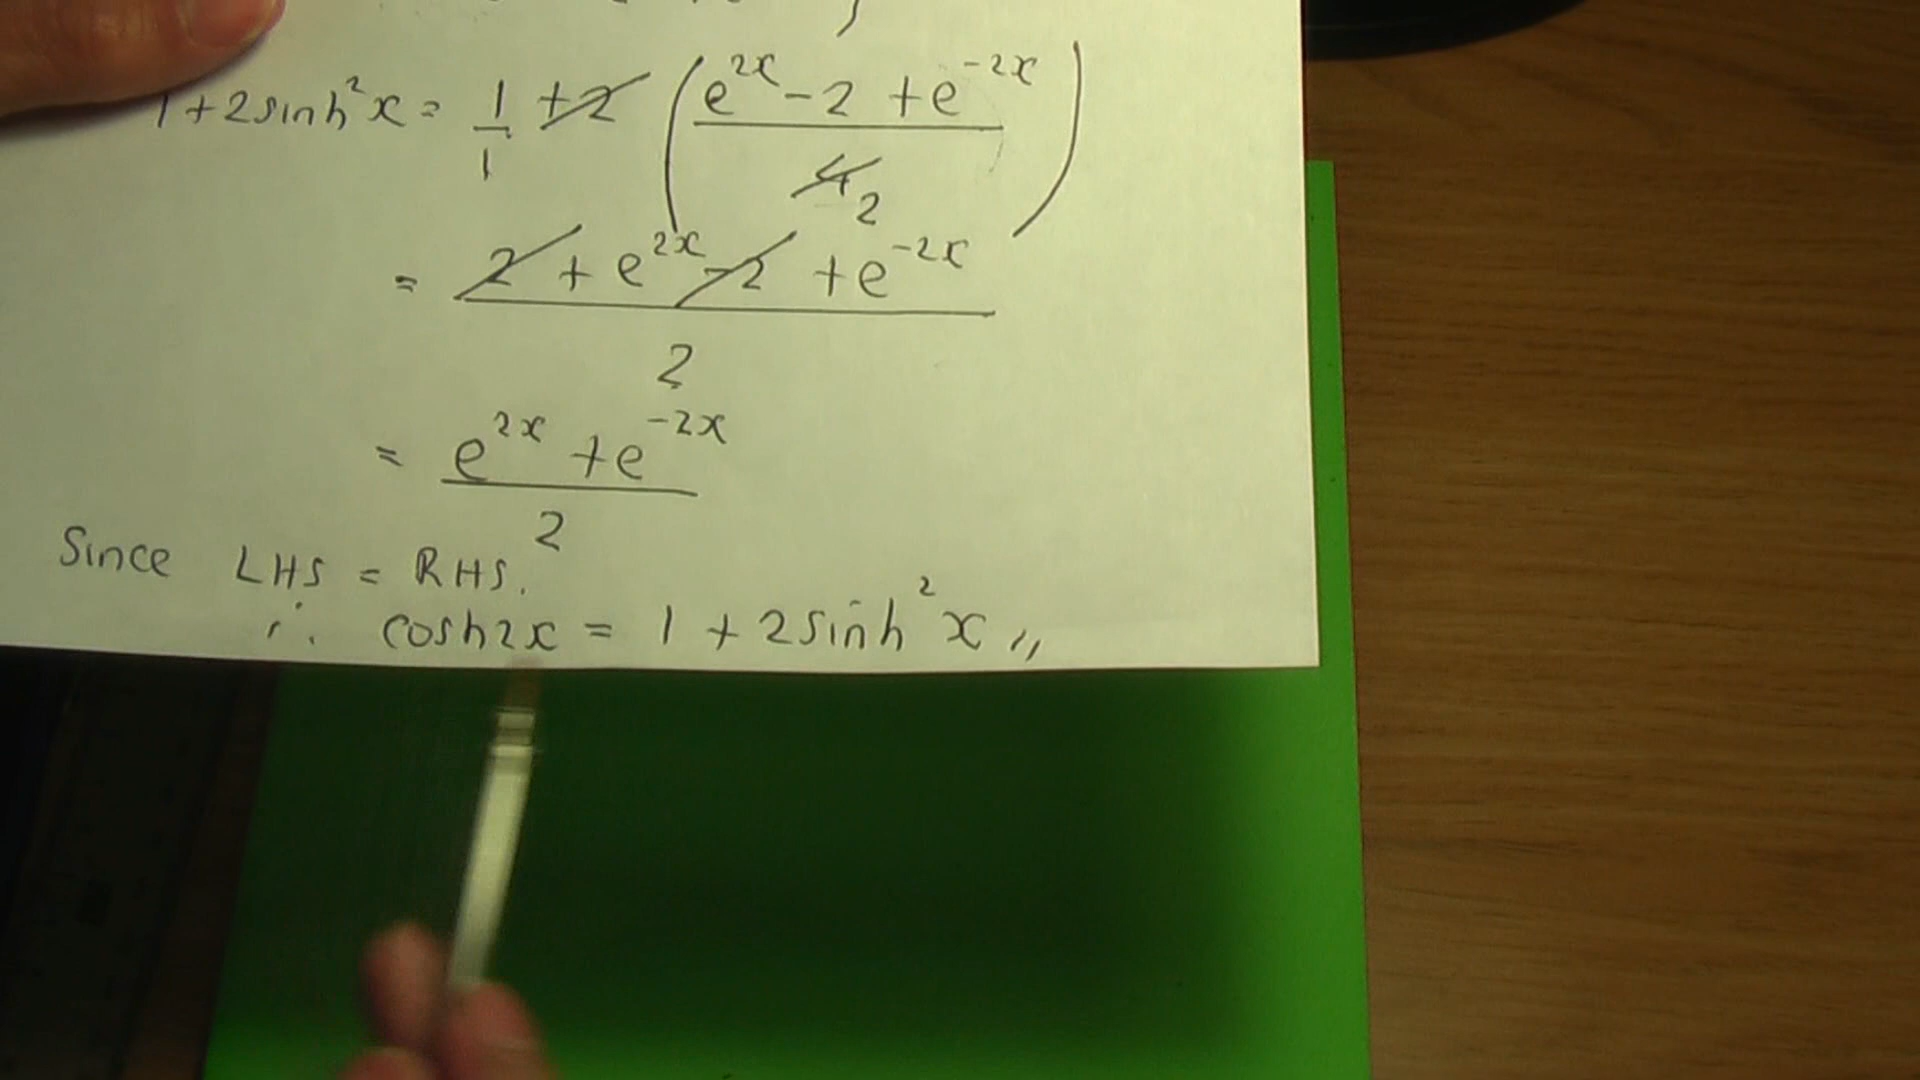 1 + 2sinh²x = 1/1 + 2 ( (e^2x - 2 + e^-2x) / 4 2 )
= (2 + e^2x - 2 + e^-2x) / 2
= (e^2x + e^-2x) / 2
Since LHS = RHS.
∴ cosh2x = 1 + 2sinh²x //